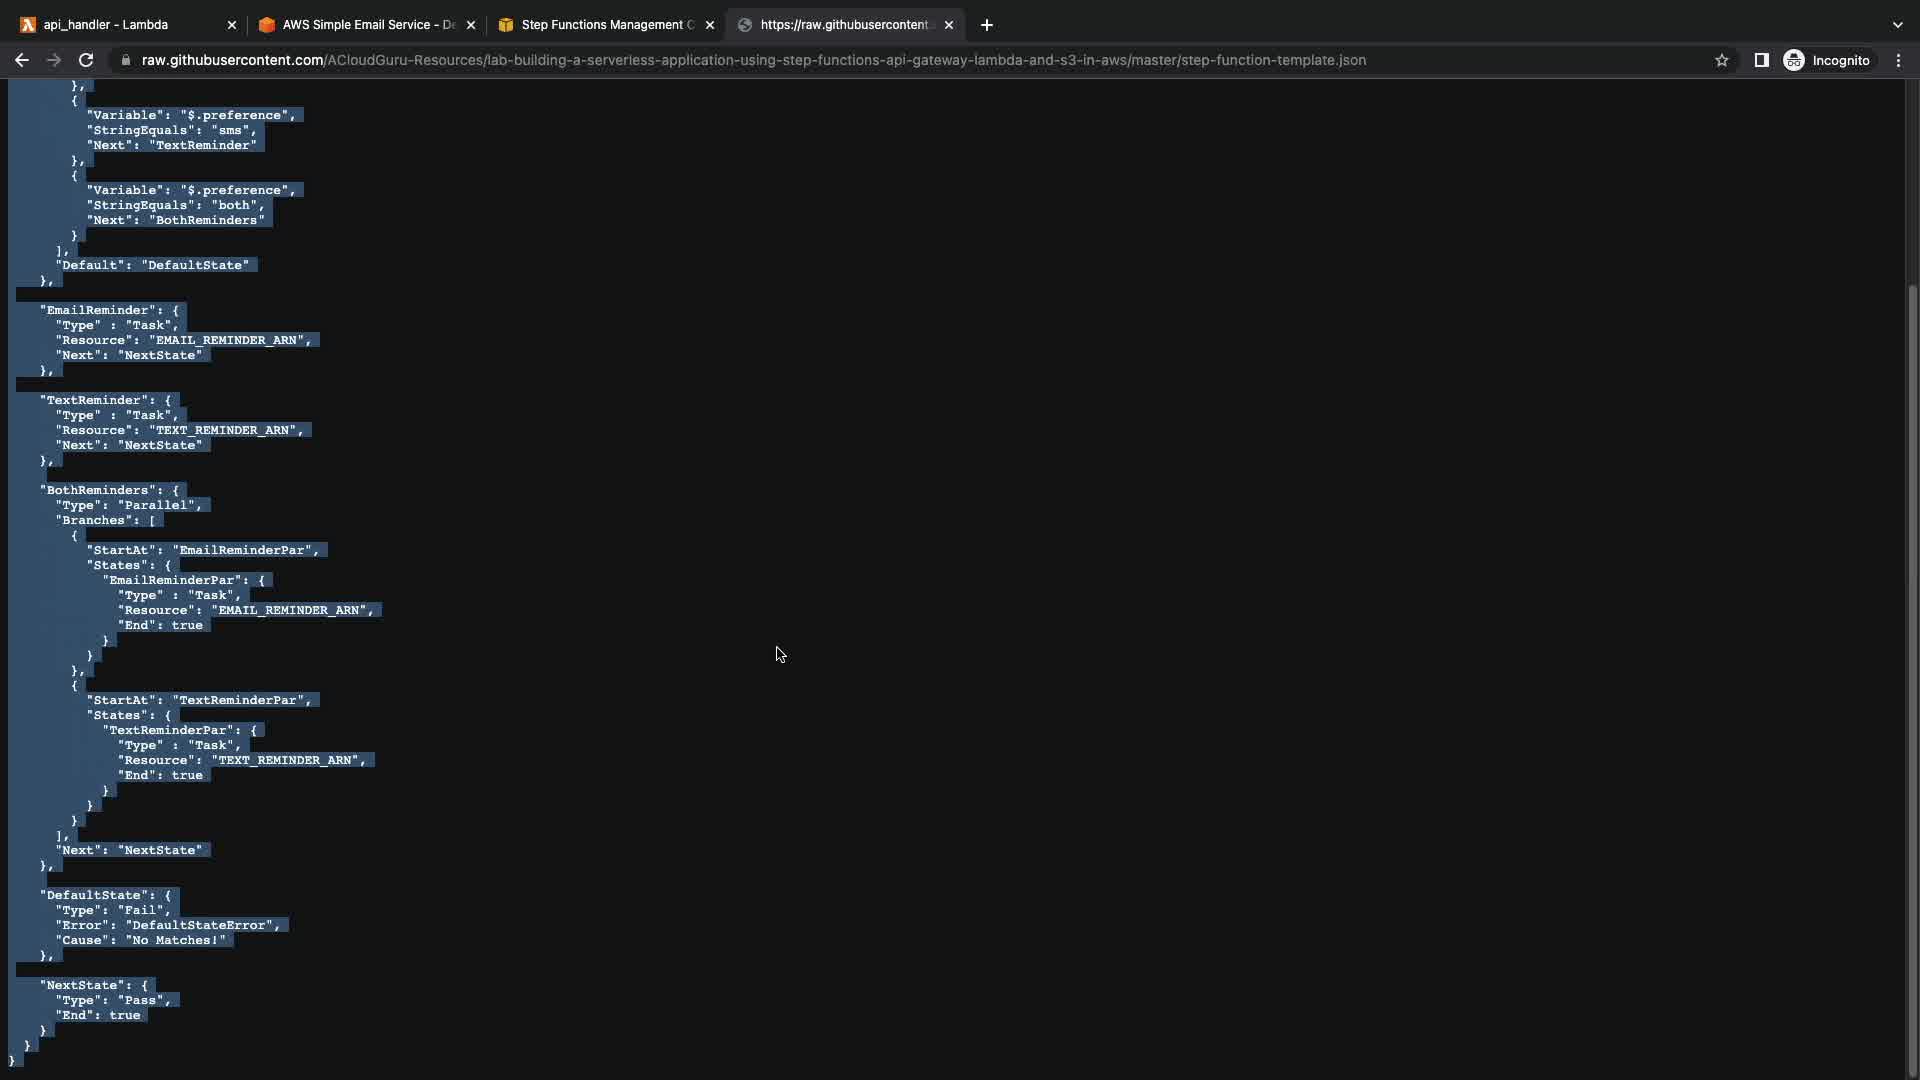 api_handler - Lambda
AWS Simple Email Service - De
Step Functions Management C
https://raw.githubusercontent.
raw.githubusercontent.com/ACloudGuru-Resources/lab-building-a-serverless-application-using-step-functions-api-gateway-lambda-and-s3-in-aws/master/step-function-template.json
Incognito
},
{
"Variable": "$.preference",
"StringEquals": "sms",
"Next": "TextReminder"
},
{
"Variable": "$.preference",
"StringEquals": "both",
"Next": "BothReminders"
}
],
"Default": "DefaultState"
},
"EmailReminder": {
"Type" : "Task",
"Resource": "EMAIL_REMINDER_ARN",
"Next": "NextState"
},
"TextReminder": {
"Type" : "Task",
"Resource": "TEXT_REMINDER_ARN",
"Next": "NextState"
},
"BothReminders": {
"Type": "Parallel",
"Branches": [
{
"StartAt": "EmailReminderPar",
"States": {
"EmailReminderPar": {
"Type" : "Task",
"Resource": "EMAIL_REMINDER_ARN",
"End": true
}
}
},
{
"StartAt": "TextReminderPar",
"States": {
"TextReminderPar": {
"Type" : "Task",
"Resource": "TEXT_REMINDER_ARN",
"End": true
}
}
}
],
"Next": "NextState"
},
"DefaultState": {
"Type": "Fail",
"Error": "DefaultStateError",
"Cause": "No Matches!"
},
"NextState": {
"Type": "Pass",
"End": true
}
}
}